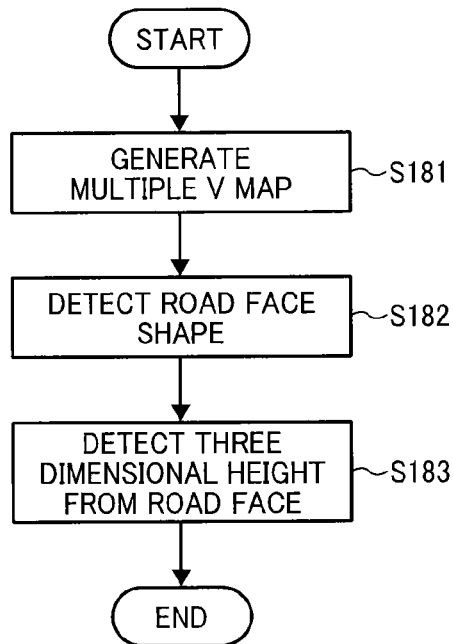 START
GENERATE
MULTIPLE V MAP
S181
DETECT ROAD FACE
SHAPE
S182
DETECT THREE
DIMENSIONAL HEIGHT
FROM ROAD FACE
S183
END